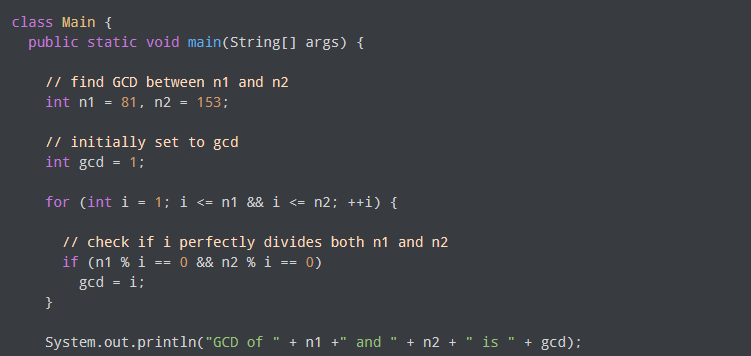 class Main {
public static void main(String[] args) {
// find GCD between n1 and n2
int n1 = 81, n2 = 153;
// initially set to gcd
int gcd = 1;
for (int i = 1; i <= n1 && i <= n2; ++i) {
// check if i perfectly divides both n1 and n2
if (n1 % i == 0 && n2 % i == 0)
gcd = i;
}
System.out.println("GCD of " + n1 +" and " + n2 + " is " + gcd);